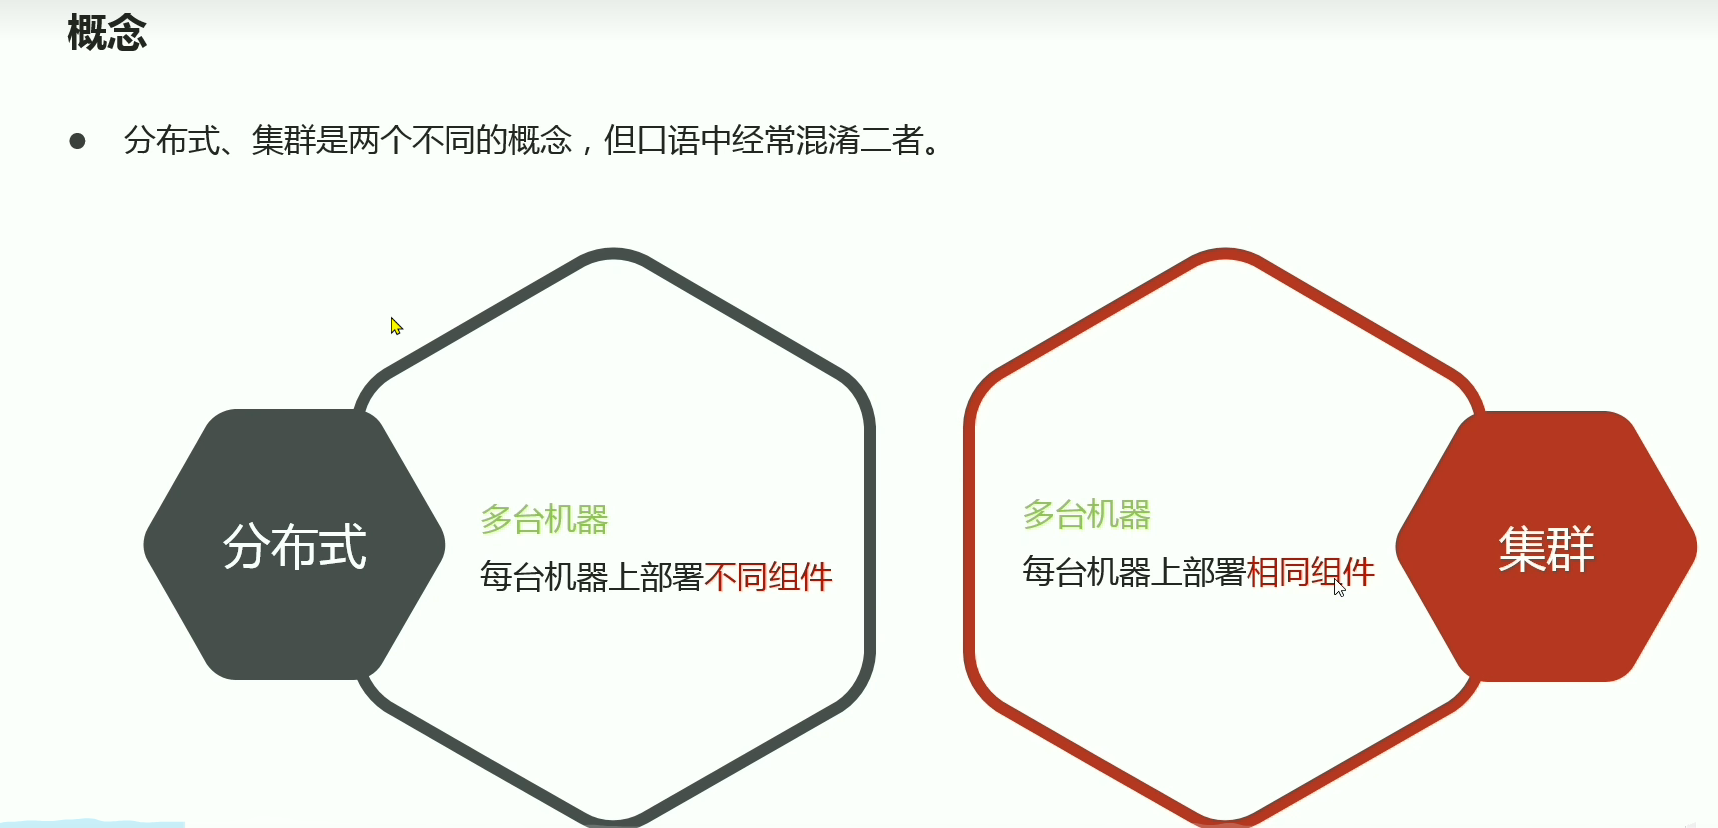 概念
分布式、集群是两个不同的概念，但口语中经常混淆二者。
分布式
多台机器
每台机器上部署不同组件
多台机器
每台机器上部署相同组件
集群